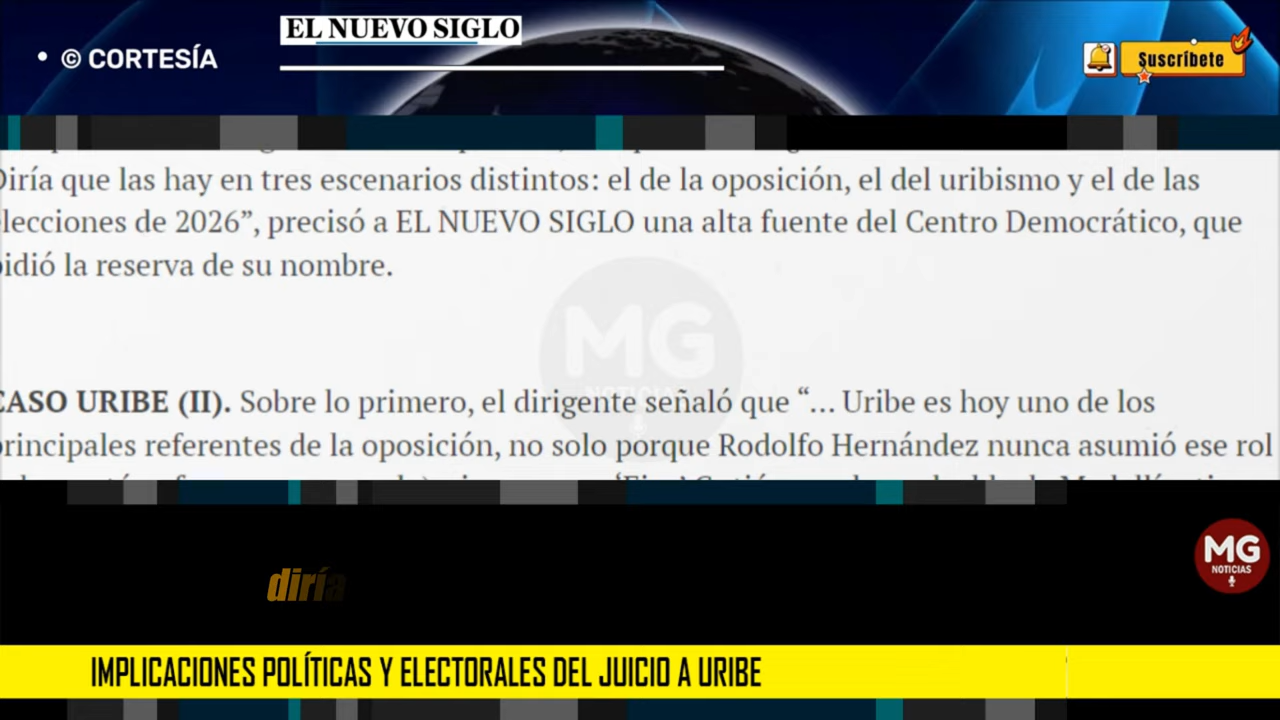 EL NUEVO SIGLO
• © CORTESÍA
Suscríbete
Diría que las hay en tres escenarios distintos: el de la oposición, el del uribismo y el de las
elecciones de 2026”, precisó a EL NUEVO SIGLO una alta fuente del Centro Democrático, que
pidió la reserva de su nombre.
MG
NOTICIAS
CASO URIBE (II). Sobre lo primero, el dirigente señaló que “… Uribe es hoy uno de los
principales referentes de la oposición, no solo porque Rodolfo Hernández nunca asumió ese rol
MG
NOTICIAS
diría
IMPLICACIONES POLÍTICAS Y ELECTORALES DEL JUICIO A URIBE